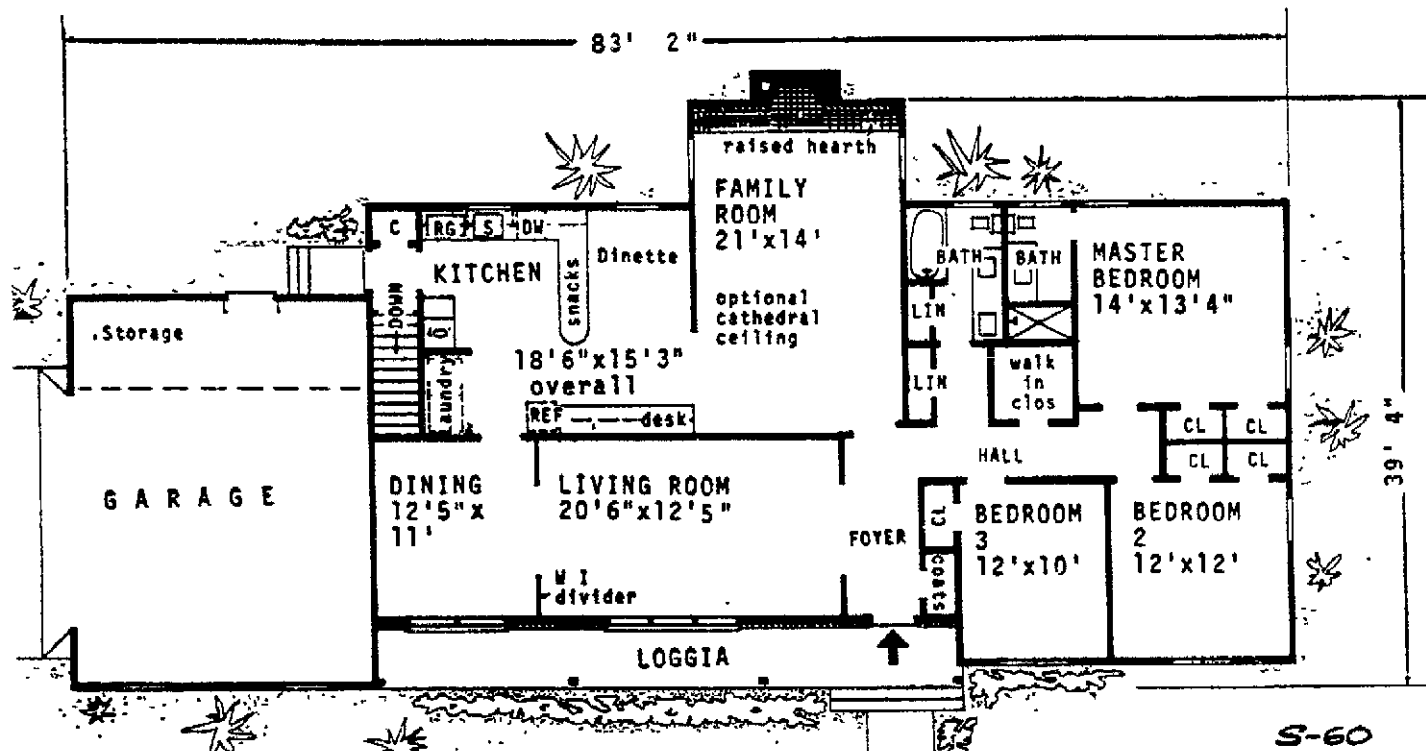 83' 2"
raised hearth
FAMILY
ROOM
21'x14'
optional
cathedral
ceiling
C
RG
S
DW
KITCHEN
Dinette
snacks
DOWN
O
18'6"x15'3"
overall
laundry
REF
desk
BATH
BATH
LIN
LIN
walk
in
clos
MASTER
BEDROOM
14'x13'4"
CL
CL
CL
CL
HALL
39' 4"
Storage
GARAGE
DINING
12'5"x
11'
LIVING ROOM
20'6"x12'5"
W I
divider
FOYER
CL
coats
BEDROOM
3
12'x10'
BEDROOM
2
12'x12'
LOGGIA
S-60